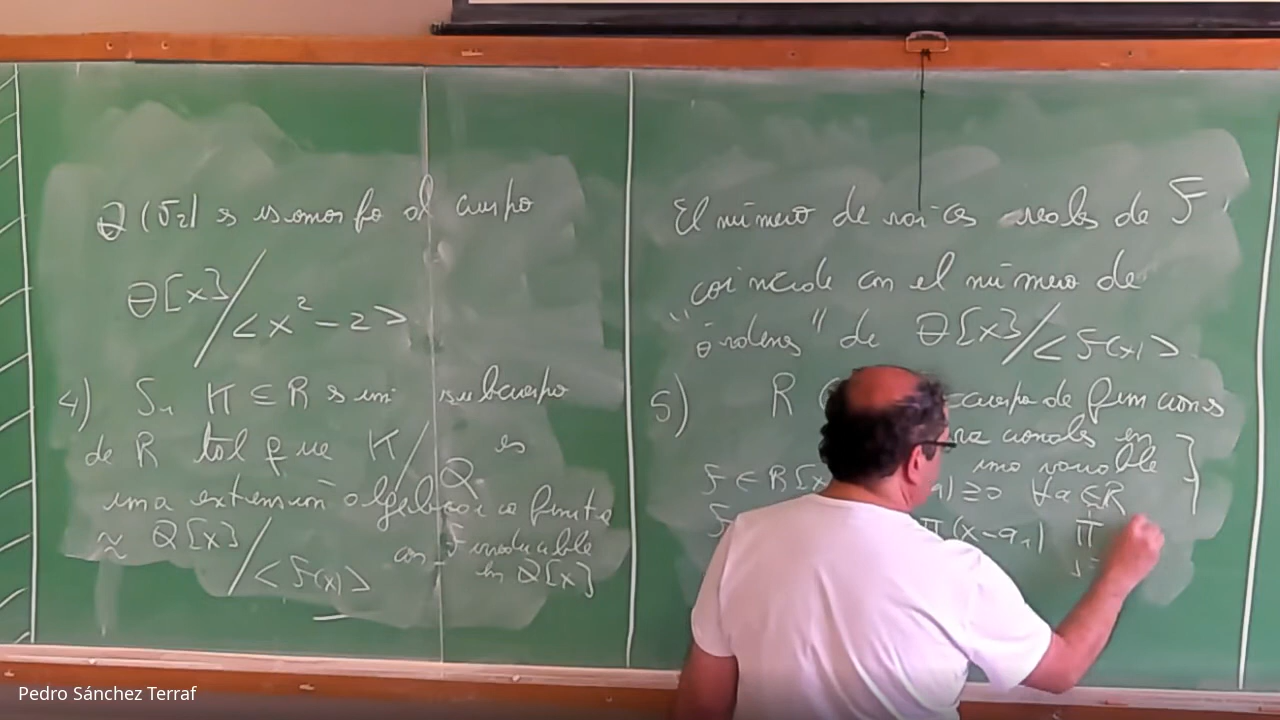 Q(√2) es isomorfo al cuerpo
Q[x]/<x²-2>
4) Si K ⊆ R es un subcuerpo
de R tal que K/Q es
una extensión algebraica finita
≈ Q[x]/<F(x)> con F irreducible
en Q[x]
El número de raíces reales de F,
coincide con el número de
"órdenes" de Q[x]/<F(x)>
5) R cuerpo de funciones
racionales en
una variable
F ∈ R[x ) ≥ 0 ∀a ∈ R
F Π(x-a₁) Π
Pedro Sánchez Terraf